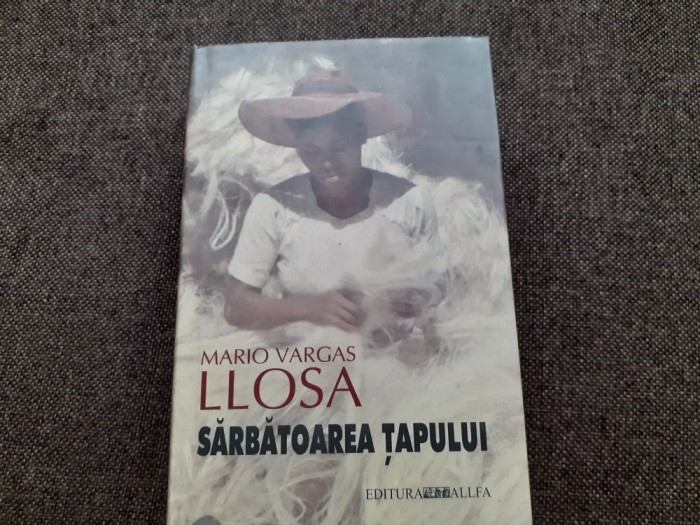 MARIO VARGAS
LLOSA
SĂRBĂTOAREA ȚAPULUI
EDITURA ALLFA